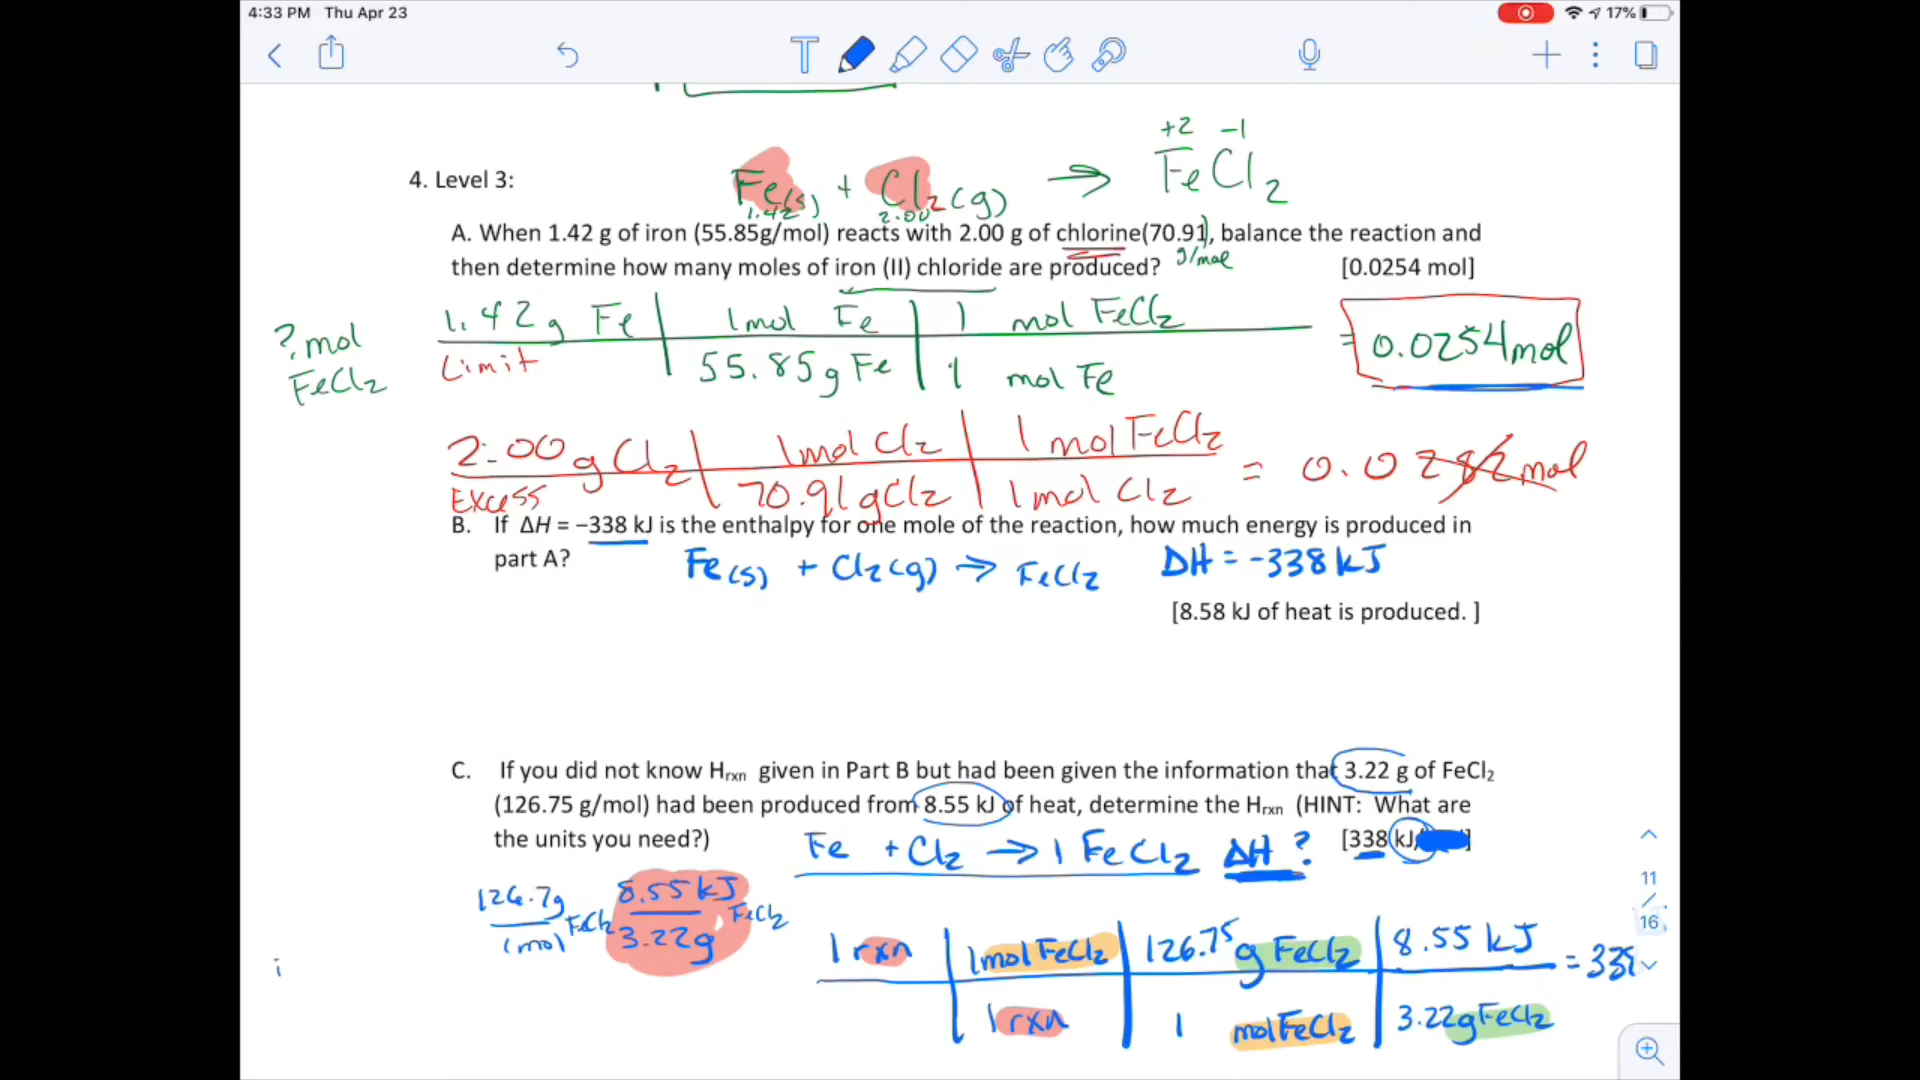 4:33 PM Thu Apr 23
17%
T
+2 -1
4. Level 3:
Fe(s) + Cl2(g) → FeCl2
1.42 2.00
A. When 1.42 g of iron (55.85g/mol) reacts with 2.00 g of chlorine(70.91), balance the reaction and
g/mol
then determine how many moles of iron (II) chloride are produced? [0.0254 mol]
?mol FeCl2
1.42g Fe | 1mol Fe | 1 mol FeCl2
Limit | 55.85g Fe | 1 mol Fe
= 0.0254mol
2.00 g Cl2 | 1mol Cl2 | 1 mol FeCl2
Excess | 70.91gCl2 | 1mol Cl2
= 0.0282mol
B. If ΔH = –338 kJ is the enthalpy for one mole of the reaction, how much energy is produced in
part A?
Fe(s) + Cl2(g) → FeCl2 ΔH = -338kJ
[8.58 kJ of heat is produced. ]
C. If you did not know Hrxn given in Part B but had been given the information that 3.22 g of FeCl2
(126.75 g/mol) had been produced from 8.55 kJ of heat, determine the Hrxn (HINT: What are
the units you need?) [338 kJ/ ]
Fe + Cl2 → 1 FeCl2 ΔH ?
126.7g
1mol FeCl2
8.55 kJ
3.22g FeCl2
1 rxn | 1mol FeCl2 | 126.75 g FeCl2 | 8.55 kJ
1 rxn | 1 mol FeCl2 | 3.22gFeCl2
11
/
16